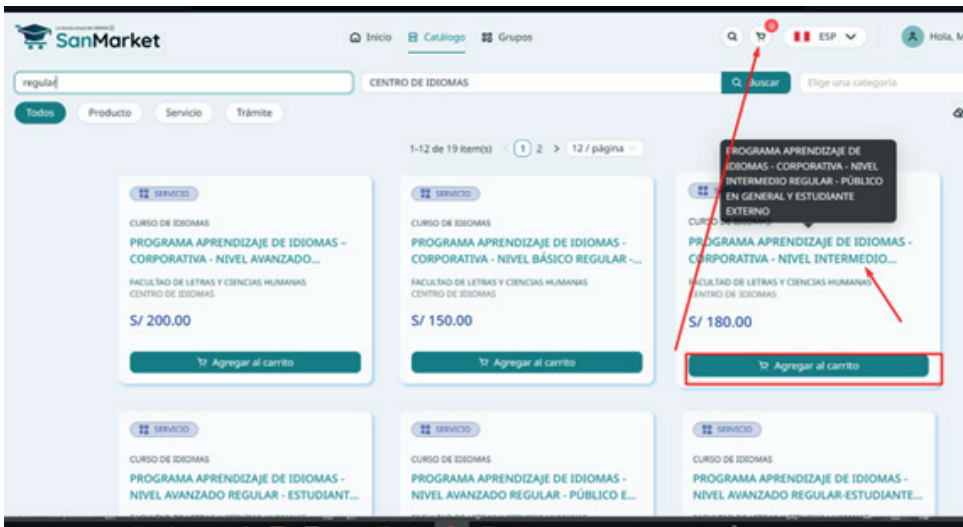 SanMarket
Inicio
Catálogo
Grupos
0
ESP
Hola, M
regular
CENTRO DE IDIOMAS
Buscar
Elige una categoría
Todos
Producto
Servicio
Trámite
1-12 de 19 item(s)
1
2
12 / página
PROGRAMA APRENDIZAJE DE
IDIOMAS - CORPORATIVA - NIVEL
INTERMEDIO REGULAR - PÚBLICO
EN GENERAL Y ESTUDIANTE
EXTERNO
SERVICIO
CURSO DE IDIOMAS
PROGRAMA APRENDIZAJE DE IDIOMAS –
CORPORATIVA - NIVEL AVANZADO...
FACULTAD DE LETRAS Y CIENCIAS HUMANAS
CENTRO DE IDIOMAS
S/ 200.00
Agregar al carrito
SERVICIO
CURSO DE IDIOMAS
PROGRAMA APRENDIZAJE DE IDIOMAS -
CORPORATIVA - NIVEL BÁSICO REGULAR -...
FACULTAD DE LETRAS Y CIENCIAS HUMANAS
CENTRO DE IDIOMAS
S/ 150.00
Agregar al carrito
PROGRAMA APRENDIZAJE DE IDIOMAS -
CORPORATIVA - NIVEL INTERMEDIO...
FACULTAD DE LETRAS Y CIENCIAS HUMANAS
CENTRO DE IDIOMAS
S/ 180.00
Agregar al carrito
SERVICIO
CURSO DE IDIOMAS
PROGRAMA APRENDIZAJE DE IDIOMAS -
NIVEL AVANZADO REGULAR - ESTUDIANT...
SERVICIO
CURSO DE IDIOMAS
PROGRAMA APRENDIZAJE DE IDIOMAS -
NIVEL AVANZADO REGULAR - PÚBLICO E...
SERVICIO
CURSO DE IDIOMAS
PROGRAMA APRENDIZAJE DE IDIOMAS -
NIVEL AVANZADO REGULAR-ESTUDIANTE...